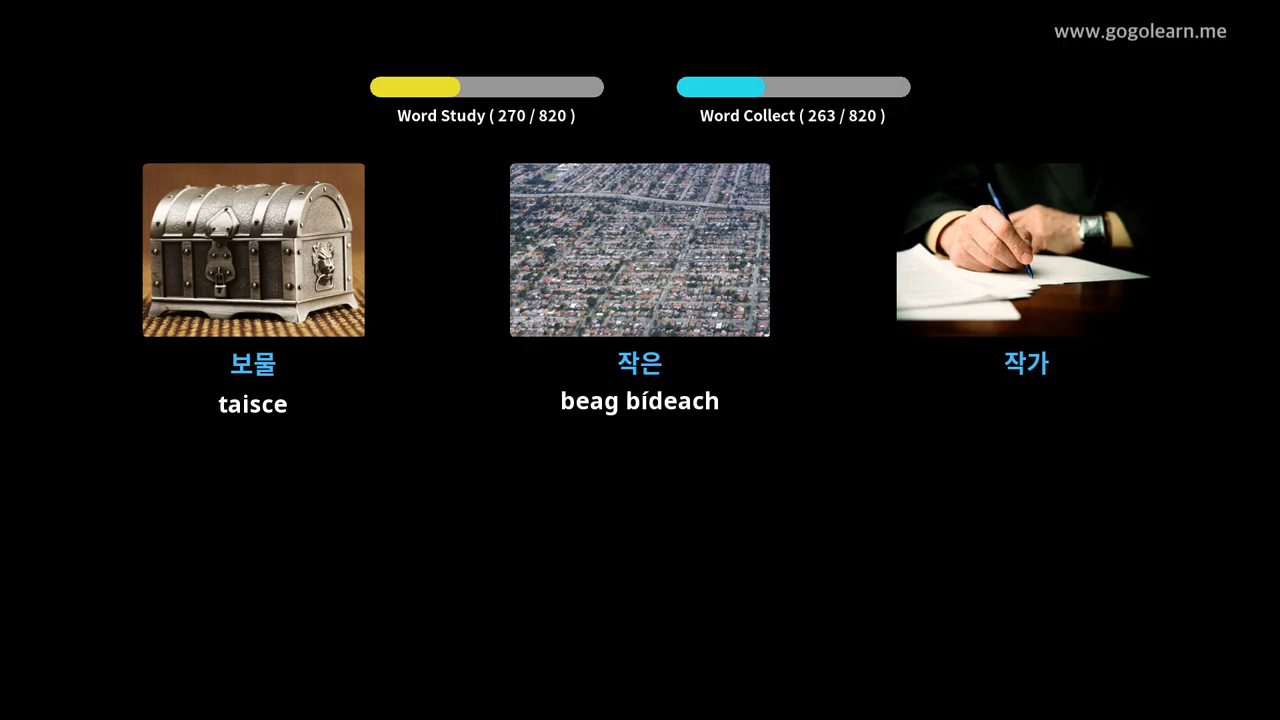 www.gogolearn.me
Word Study ( 270 / 820 )
Word Collect ( 263 / 820 )
보물
작은
작가
taisce
beag bídeach